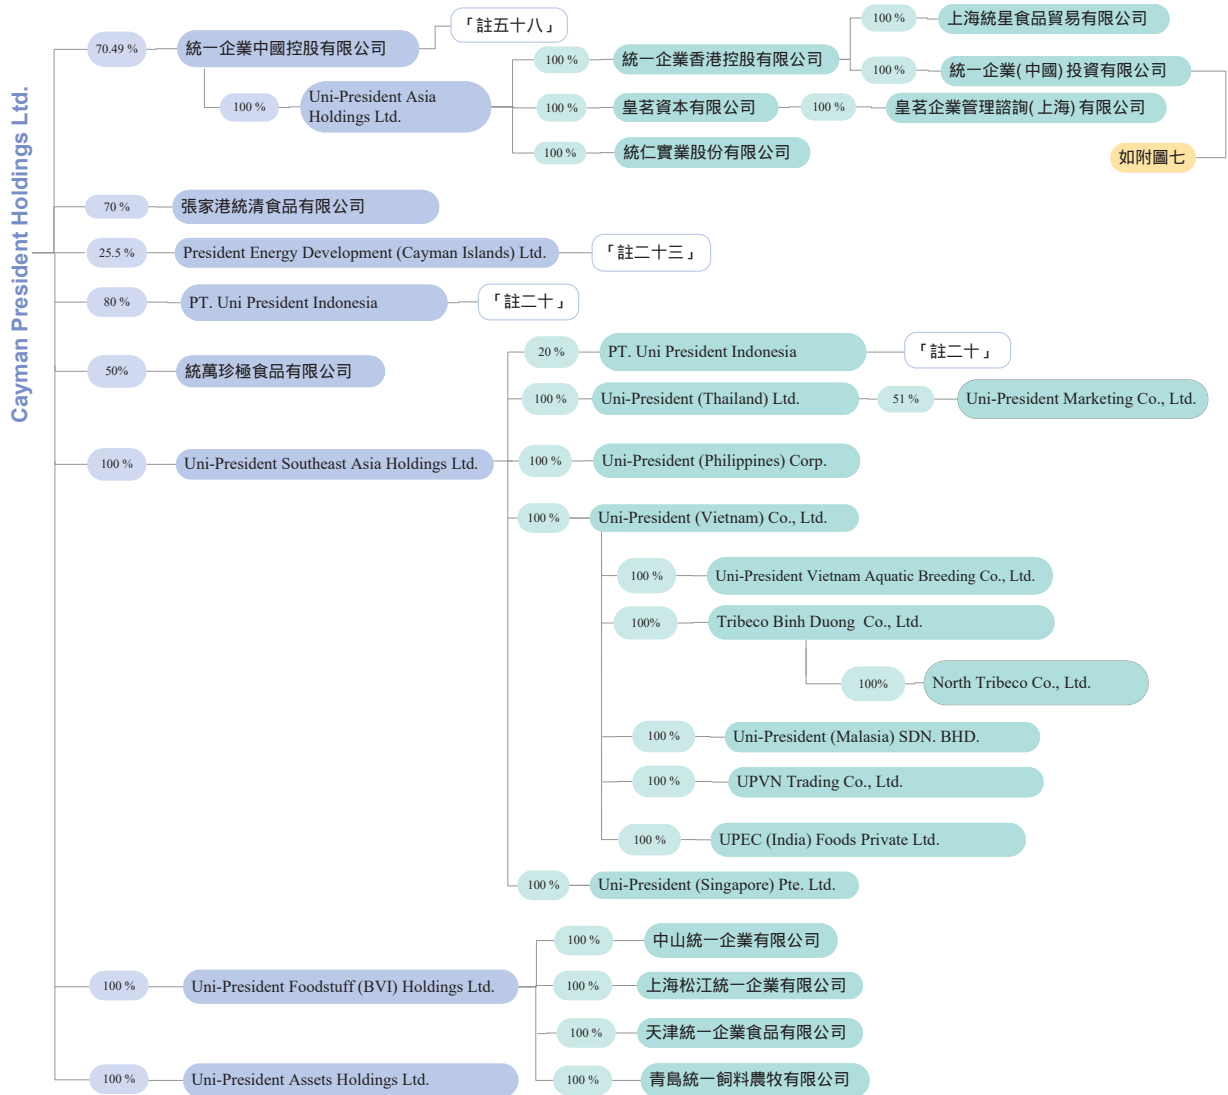 Cayman President Holdings Ltd.
70.49 %
統一企業中國控股有限公司
「註五十八」
100 %
Uni-President Asia
Holdings Ltd.
100 %
統一企業香港控股有限公司
100 %
上海統星食品貿易有限公司
100 %
統一企業(中國)投資有限公司
如附圖七
100 %
皇茗資本有限公司
100 %
皇茗企業管理諮詢(上海)有限公司
100 %
統仁實業股份有限公司
70 %
張家港統清食品有限公司
25.5 %
President Energy Development (Cayman Islands) Ltd.
「註二十三」
80 %
PT. Uni President Indonesia
「註二十」
50%
統萬珍極食品有限公司
100 %
Uni-President Southeast Asia Holdings Ltd.
20 %
PT. Uni President Indonesia
「註二十」
100 %
Uni-President (Thailand) Ltd.
51 %
Uni-President Marketing Co., Ltd.
100 %
Uni-President (Philippines) Corp.
100 %
Uni-President (Vietnam) Co., Ltd.
100 %
Uni-President Vietnam Aquatic Breeding Co., Ltd.
100%
Tribeco Binh Duong Co., Ltd.
100%
North Tribeco Co., Ltd.
100 %
Uni-President (Malasia) SDN. BHD.
100 %
UPVN Trading Co., Ltd.
100 %
UPEC (India) Foods Private Ltd.
100 %
Uni-President (Singapore) Pte. Ltd.
100 %
Uni-President Foodstuff (BVI) Holdings Ltd.
100 %
中山統一企業有限公司
100 %
上海松江統一企業有限公司
100 %
天津統一企業食品有限公司
100 %
青島統一飼料農牧有限公司
100 %
Uni-President Assets Holdings Ltd.